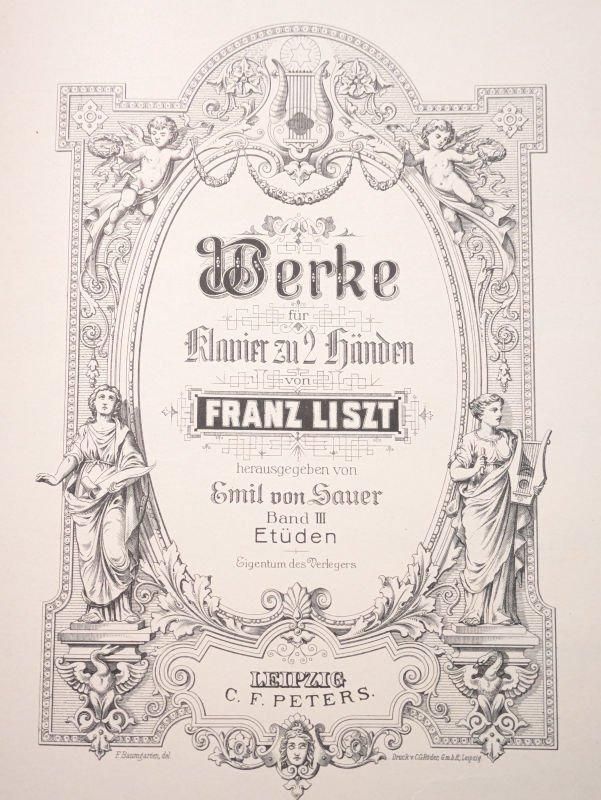 Werke
für
Klavier zu 2 Händen
von
FRANZ LISZT
herausgegeben von
Emil von Sauer
Band III
Etüden
Eigentum des Verlegers
LEIPZIG
C. F. PETERS.
F. Baumgarten, del.
Druck v. C.G. Röder, G.m.b.H., Leipzig.